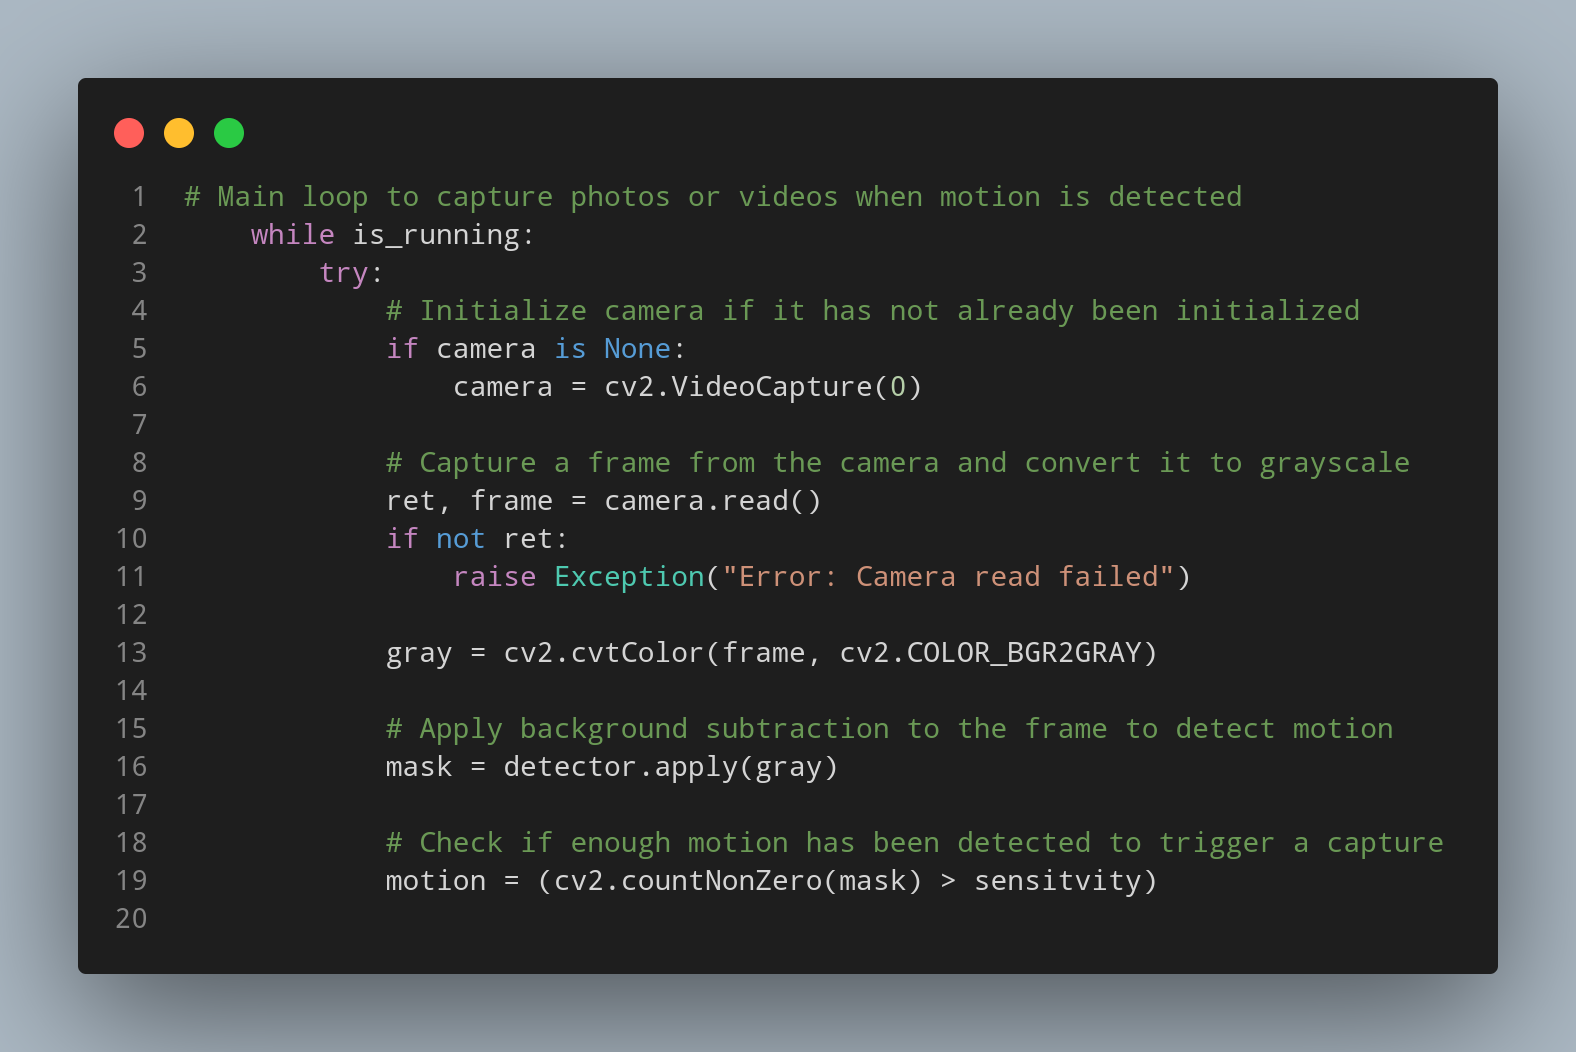 1 # Main loop to capture photos or videos when motion is detected
2     while is_running:
3         try:
4             # Initialize camera if it has not already been initialized
5             if camera is None:
6                 camera = cv2.VideoCapture(0)
7
8             # Capture a frame from the camera and convert it to grayscale
9             ret, frame = camera.read()
10             if not ret:
11                 raise Exception("Error: Camera read failed")
12
13             gray = cv2.cvtColor(frame, cv2.COLOR_BGR2GRAY)
14
15             # Apply background subtraction to the frame to detect motion
16             mask = detector.apply(gray)
17
18             # Check if enough motion has been detected to trigger a capture
19             motion = (cv2.countNonZero(mask) > sensitvity)
20